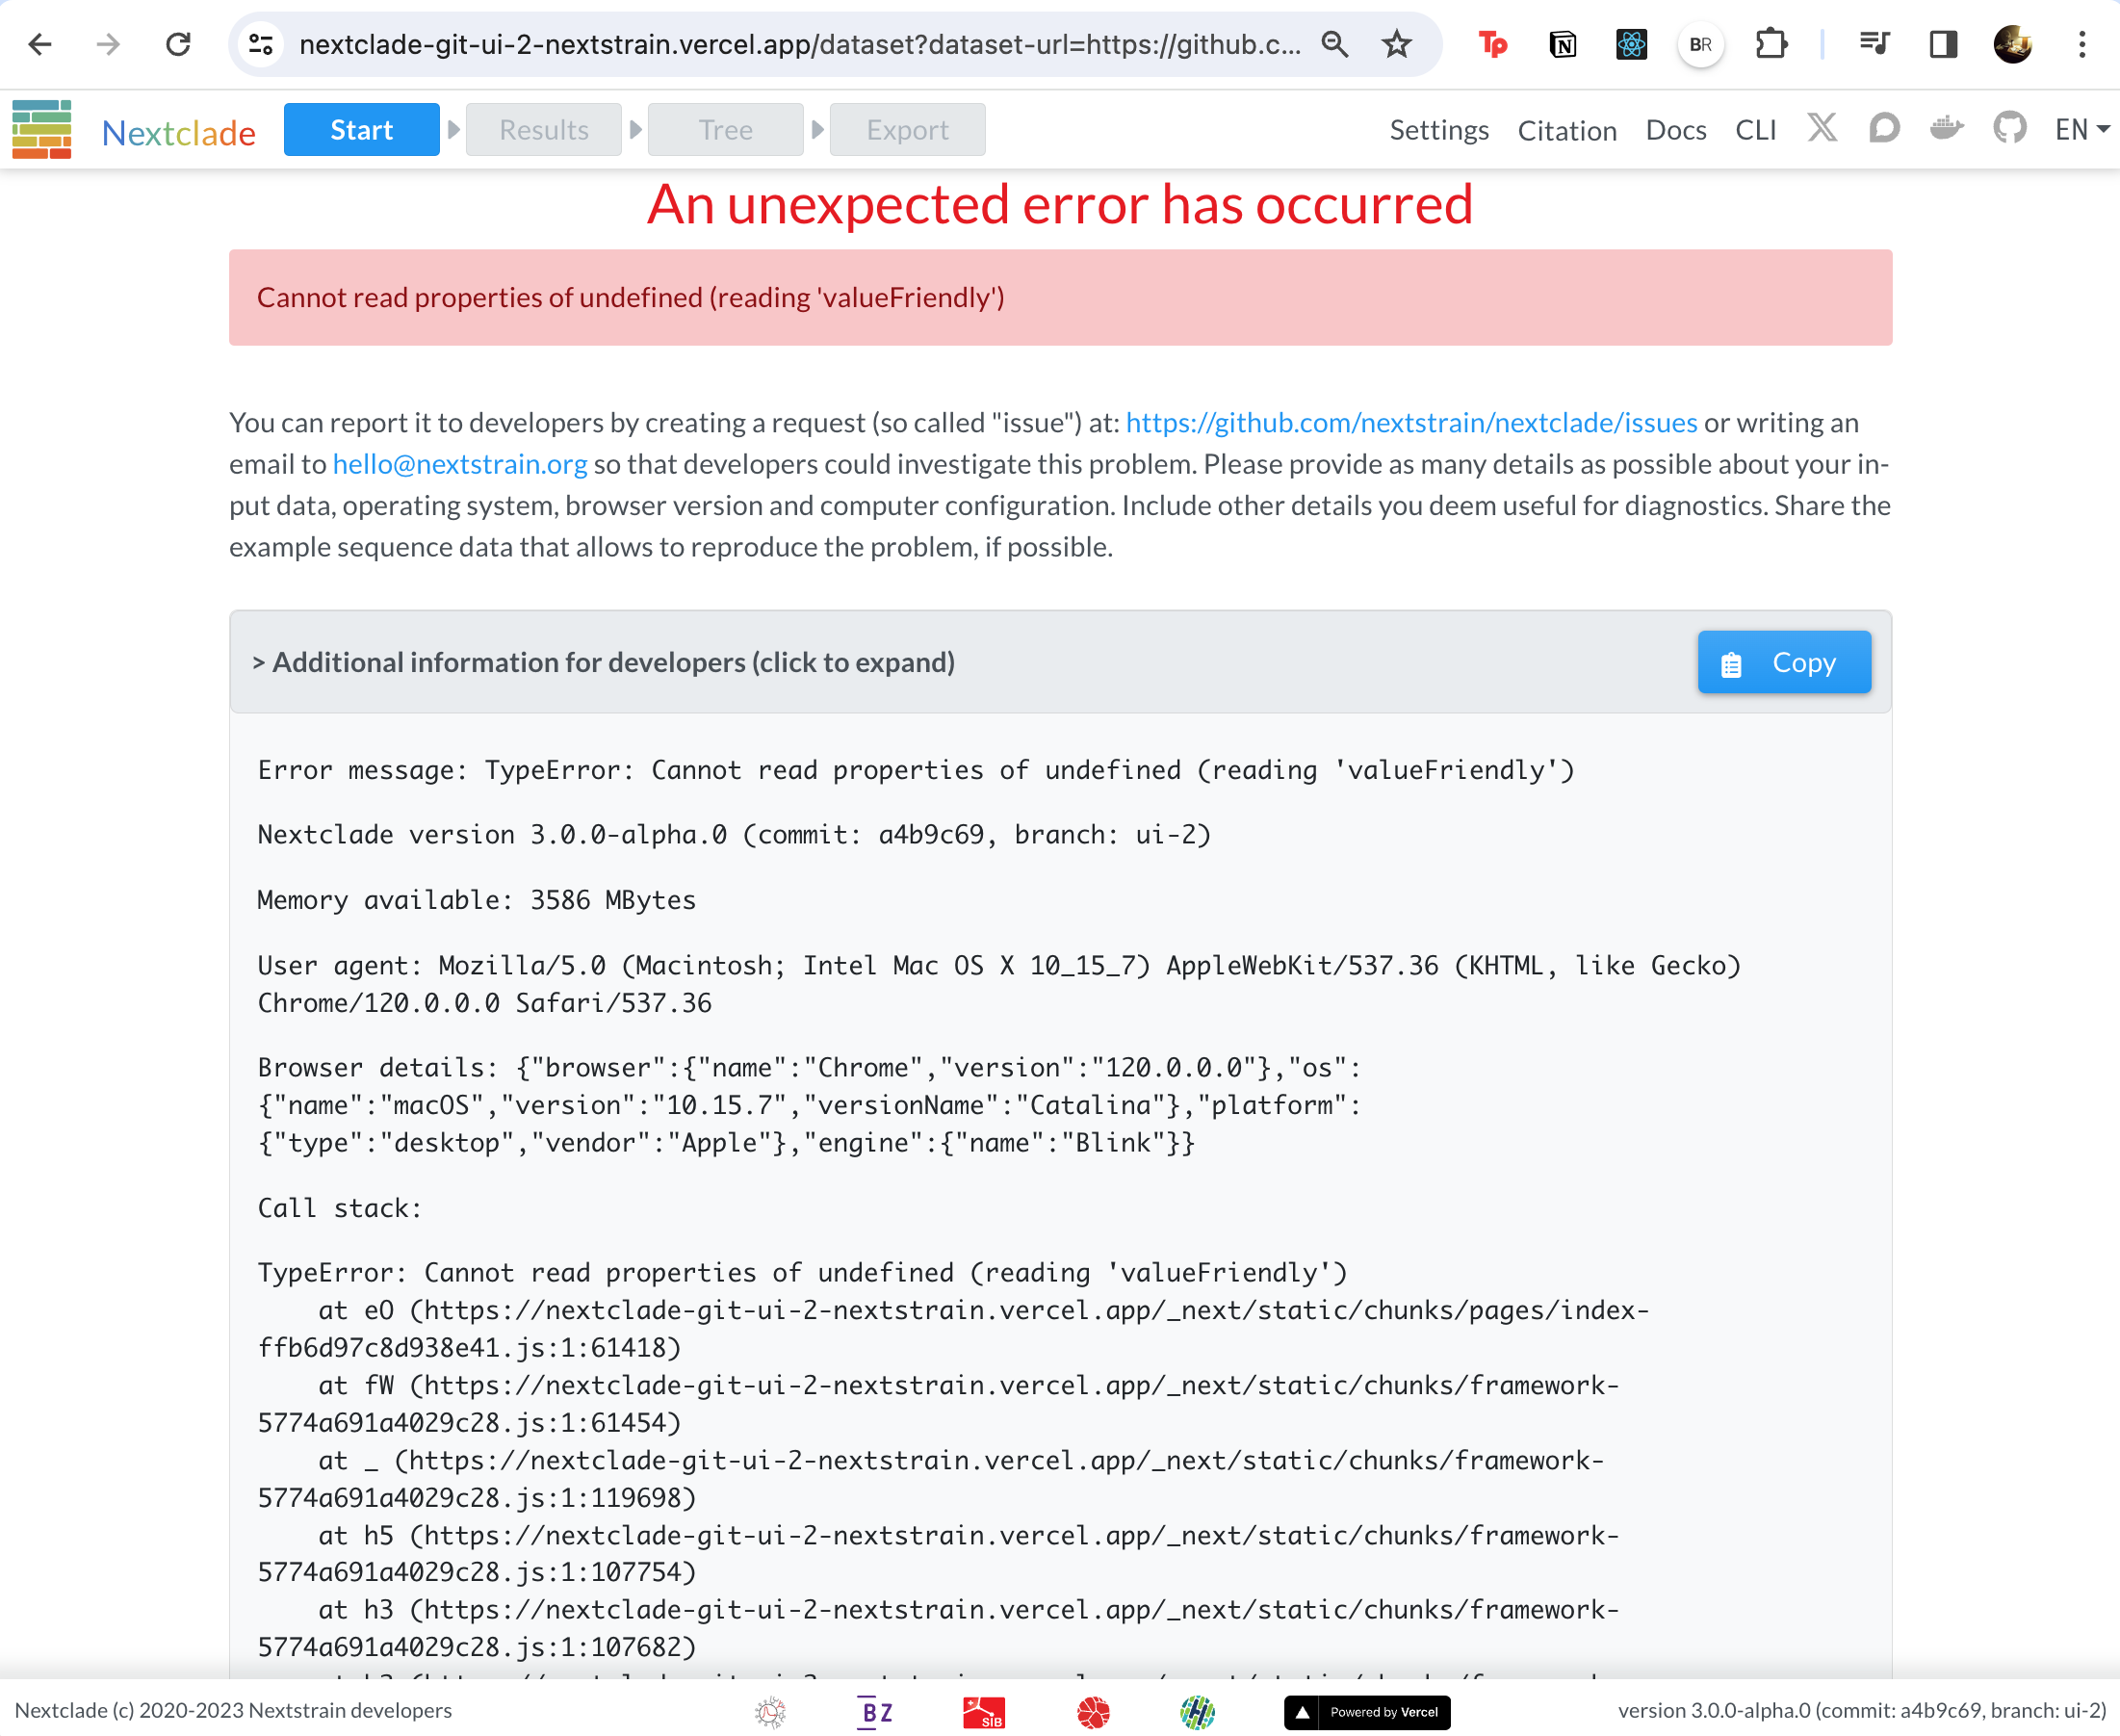 nextclade-git-ui-2-nextstrain.vercel.app/dataset?dataset-url=https://github.c...
Tp
N
BR
Nextclade
Start
Results
Tree
Export
Settings
Citation
Docs
CLI
EN
An unexpected error has occurred
Cannot read properties of undefined (reading 'valueFriendly')
You can report it to developers by creating a request (so called "issue") at: https://github.com/nextstrain/nextclade/issues or writing an
email to hello@nextstrain.org so that developers could investigate this problem. Please provide as many details as possible about your in-
put data, operating system, browser version and computer configuration. Include other details you deem useful for diagnostics. Share the
example sequence data that allows to reproduce the problem, if possible.
> Additional information for developers (click to expand)
Copy
Error message: TypeError: Cannot read properties of undefined (reading 'valueFriendly')
Nextclade version 3.0.0-alpha.0 (commit: a4b9c69, branch: ui-2)
Memory available: 3586 MBytes
User agent: Mozilla/5.0 (Macintosh; Intel Mac OS X 10_15_7) AppleWebKit/537.36 (KHTML, like Gecko)
Chrome/120.0.0.0 Safari/537.36
Browser details: {"browser":{"name":"Chrome","version":"120.0.0.0"},"os":
{"name":"macOS","version":"10.15.7","versionName":"Catalina"},"platform":
{"type":"desktop","vendor":"Apple"},"engine":{"name":"Blink"}}
Call stack:
TypeError: Cannot read properties of undefined (reading 'valueFriendly')
at eO (https://nextclade-git-ui-2-nextstrain.vercel.app/_next/static/chunks/pages/index-
ffb6d97c8d938e41.js:1:61418)
at fW (https://nextclade-git-ui-2-nextstrain.vercel.app/_next/static/chunks/framework-
5774a691a4029c28.js:1:61454)
at _ (https://nextclade-git-ui-2-nextstrain.vercel.app/_next/static/chunks/framework-
5774a691a4029c28.js:1:119698)
at h5 (https://nextclade-git-ui-2-nextstrain.vercel.app/_next/static/chunks/framework-
5774a691a4029c28.js:1:107754)
at h3 (https://nextclade-git-ui-2-nextstrain.vercel.app/_next/static/chunks/framework-
5774a691a4029c28.js:1:107682)
Nextclade (c) 2020-2023 Nextstrain developers
BZ
SIB
Powered by Vercel
version 3.0.0-alpha.0 (commit: a4b9c69, branch: ui-2)